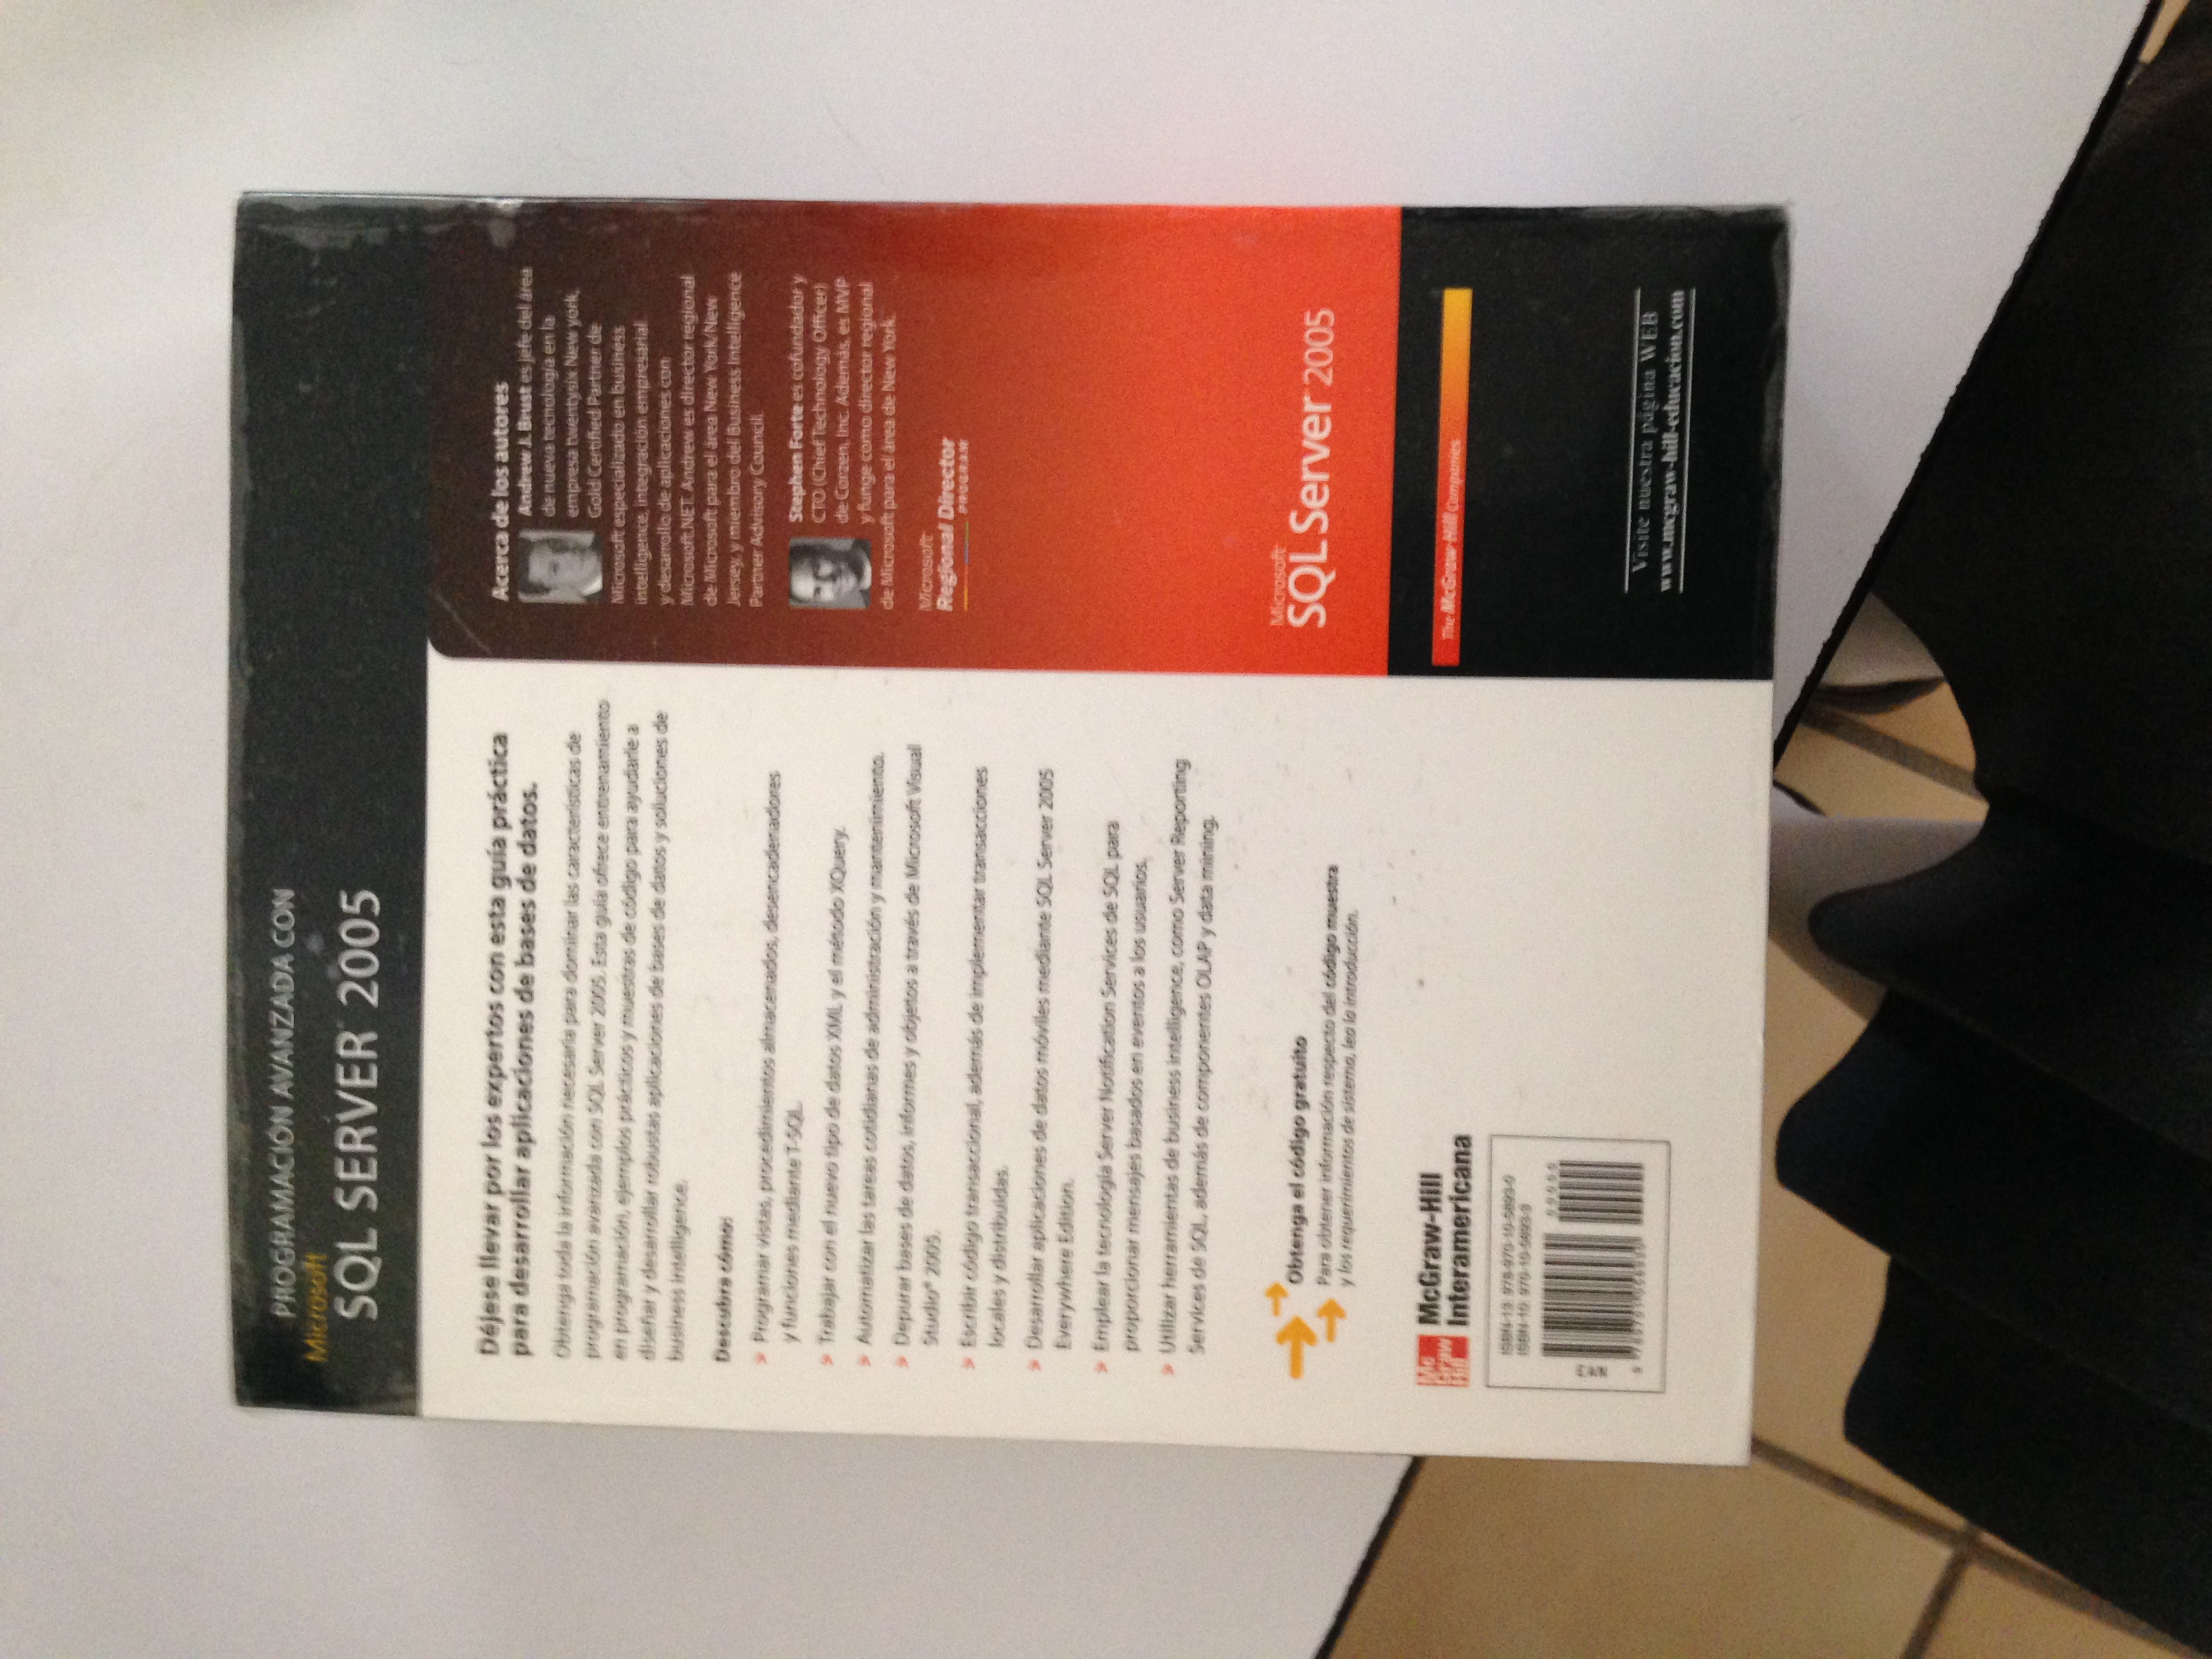 PROGRAMACIÓN AVANZADA CON
Microsoft
SQL SERVER 2005
Déjese llevar por los expertos con esta guía práctica
para desarrollar aplicaciones de bases de datos.
Obtenga toda la información necesaria para dominar las características de
programación avanzada con SQL Server 2005. Esta guía ofrece entrenamiento
en programación, ejemplos prácticos y muestras de código para ayudarle a
diseñar y desarrollar robustas aplicaciones de bases de datos y soluciones de
business intelligence.
Descubra cómo:
» Programar vistas, procedimientos almacenados, desencadenadores
y funciones mediante T-SQL.
» Trabajar con el nuevo tipo de datos XML y el método XQuery.
» Automatizar las tareas cotidianas de administración y mantenimiento.
» Depurar bases de datos, informes y objetos a través de Microsoft Visual
Studio® 2005.
» Escribir código transaccional, además de implementar transacciones
locales y distribuidas.
» Desarrollar aplicaciones de datos móviles mediante SQL Server 2005
Everywhere Edition.
» Emplear la tecnología Server Notification Services de SQL para
proporcionar mensajes basados en eventos a los usuarios.
» Utilizar herramientas de business intelligence, como Server Reporting
Services de SQL, además de componentes OLAP y data mining.
Obtenga el código gratuito
Para obtener información respecto del código muestra
y los requerimientos de sistema, lea la introducción.
Mc
Graw
Hill
McGraw-Hill
Interamericana
ISBN-13: 978-970-10-5893-0
ISBN-10: 970-10-5893-3
EAN
Acerca de los autores
Andrew J. Brust es jefe del área
de nueva tecnología en la
empresa twentysix New york,
Gold Certified Partner de
Microsoft especializado en business
intelligence, integración empresarial
y desarrollo de aplicaciones con
Microsoft.NET. Andrew es director regional
de Microsoft para el área New York/New
Jersey, y miembro del Business Intelligence
Partner Advisory Council.
Stephen Forte es cofundador y
CTO (Chief Technology Officer)
de Corzen, Inc. Además, es MVP
y funge como director regional
de Microsoft para el área de New York.
Microsoft
Regional Director
PROGRAM
Microsoft
SQL Server 2005
The McGraw-Hill Companies
Visite nuestra página WEB
www.mcgraw-hill-educacion.com